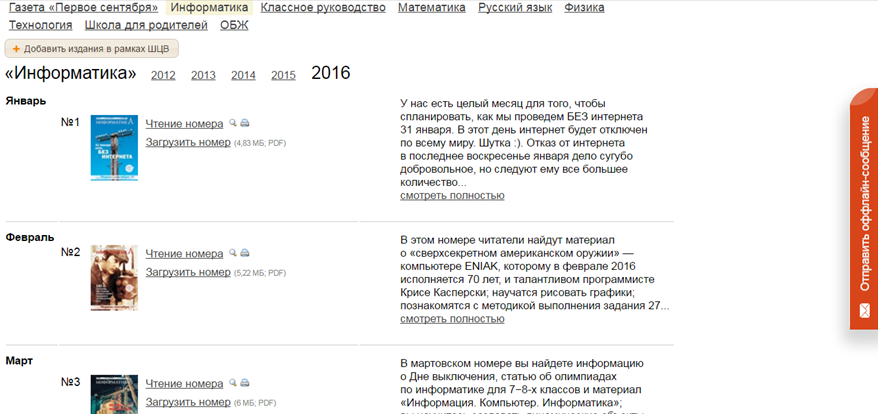 Газета «Первое сентября» Информатика Классное руководство Математика Русский язык Физика
Технология Школа для родителей ОБЖ
+ Добавить издания в рамках ШЦВ
«Информатика» 2012 2013 2014 2015 2016
Январь
№1
БЕЗ
ИНТЕРНЕТА
Чтение номера
Загрузить номер (4,83 МБ; PDF)
У нас есть целый месяц для того, чтобы
спланировать, как мы проведем БЕЗ интернета
31 января. В этот день интернет будет отключен
по всему миру. Шутка :). Отказ от интернета
в последнее воскресенье января дело сугубо
добровольное, но следуют ему все большее
количество...
смотреть полностью
Февраль
№2
Чтение номера
Загрузить номер (5,22 МБ; PDF)
В этом номере читатели найдут материал
о «сверхсекретном американском оружии» —
компьютере ENIAK, которому в феврале 2016
исполняется 70 лет, и талантливом программисте
Крисе Касперски; научатся рисовать графики;
познакомятся с методикой выполнения задания 27...
смотреть полностью
Март
№3
ИНФОРМАТИКА
Чтение номера
Загрузить номер (6 МБ; PDF)
В мартовском номере вы найдете информацию
о Дне выключения, статью об олимпиадах
по информатике для 7–8-х классов и материал
«Информация. Компьютер. Информатика»;
Отправить оффлайн-сообщение